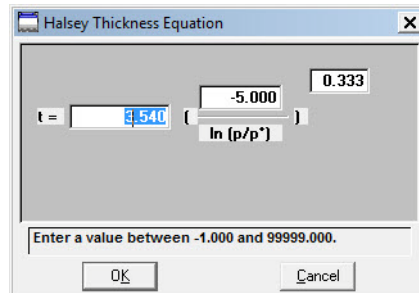 Halsey Thickness Equation
0.333
-5.000
t = 3.540 ( )
ln (p/p°)
Enter a value between -1.000 and 99999.000.
OK Cancel